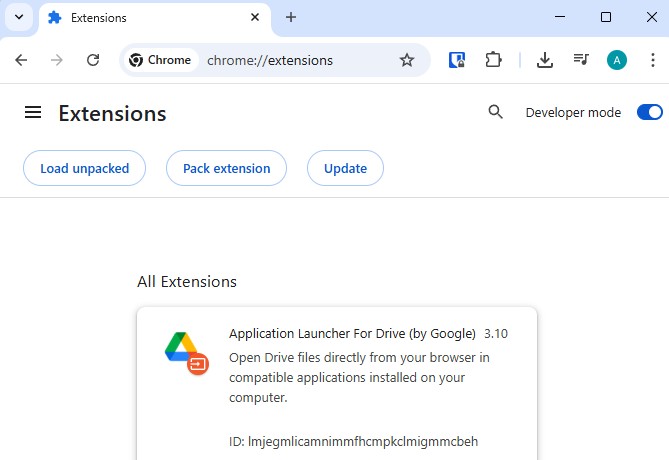 Extensions
Chrome chrome://extensions A
Extensions Developer mode
Load unpacked Pack extension Update
All Extensions
Application Launcher For Drive (by Google) 3.10
Open Drive files directly from your browser in
compatible applications installed on your
computer.
ID: lmjegmlicamnimmfhcmpkclmigmmcbeh